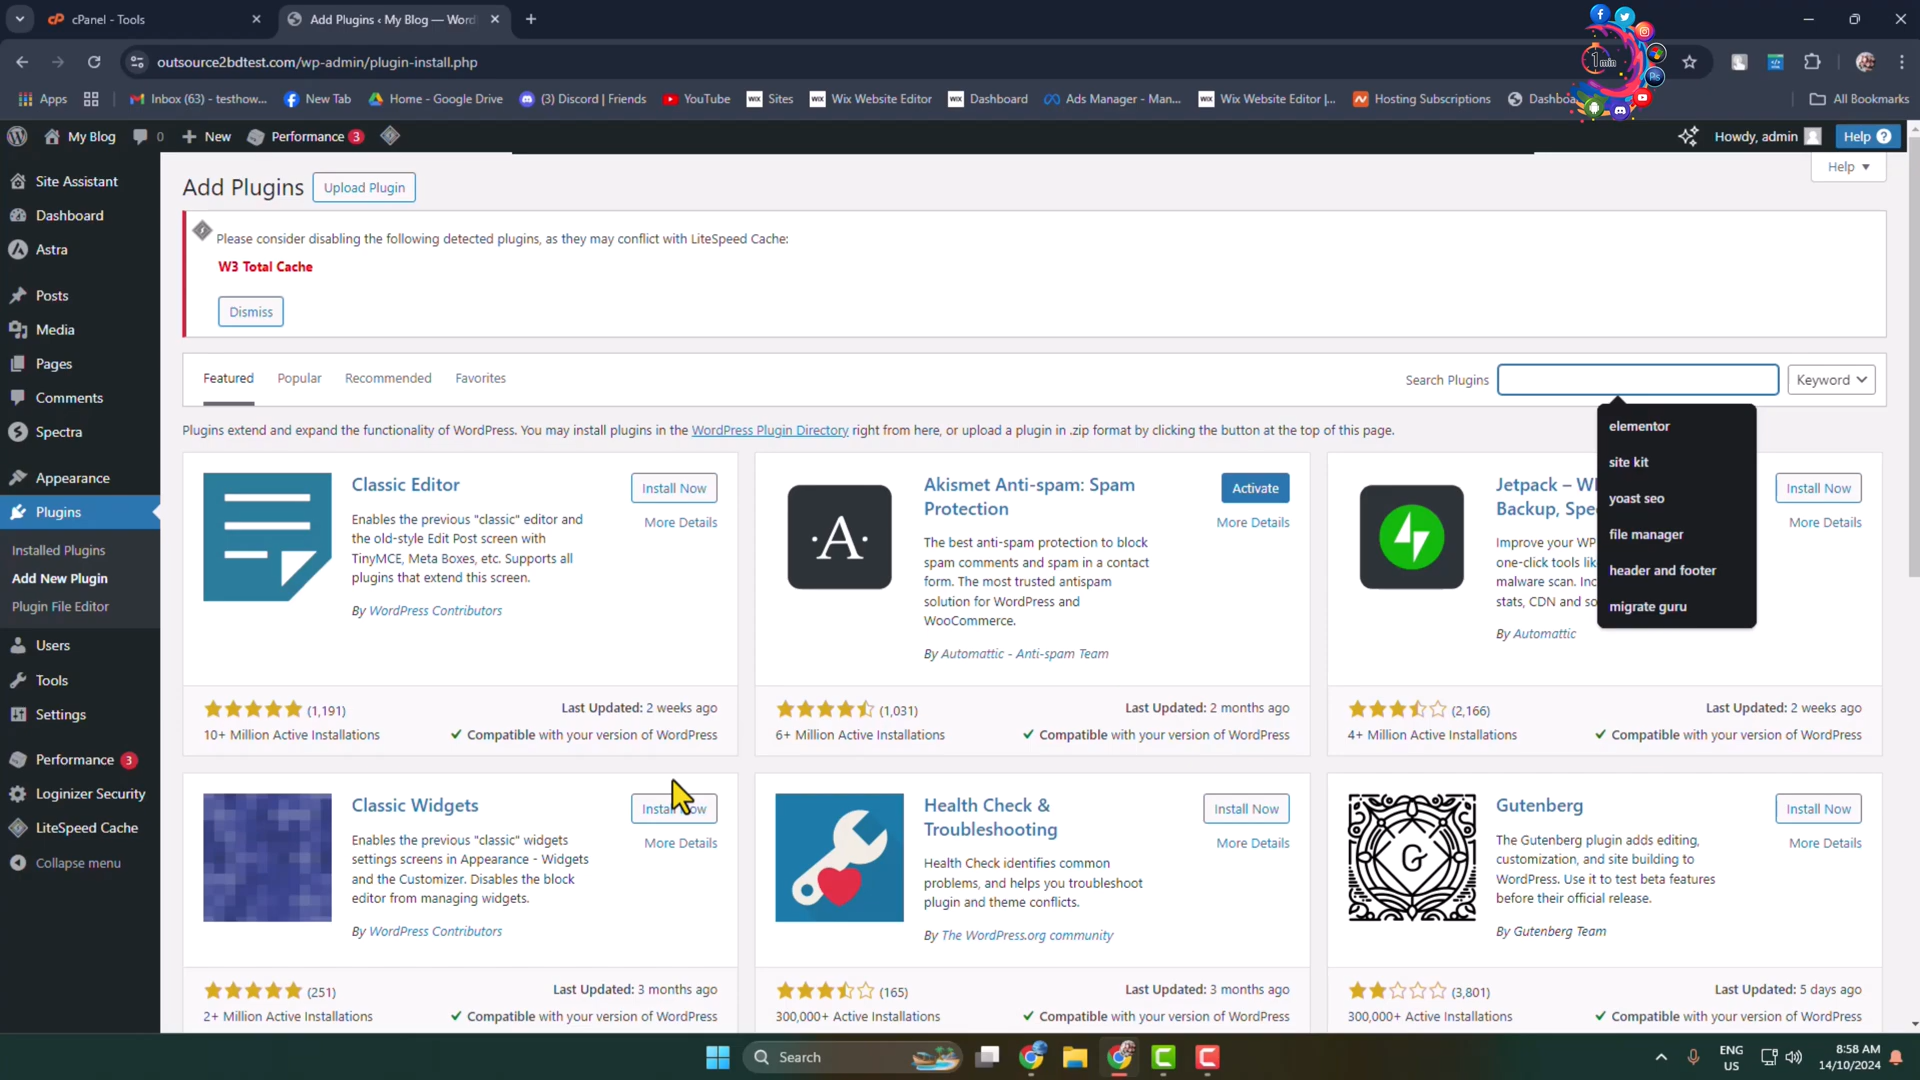 cPanel - Tools
Add Plugins ‹ My Blog — Word
outsource2bdtest.com/wp-admin/plugin-install.php
1min
Ps
Apps
Inbox (63) - testhow...
New Tab
Home - Google Drive
(3) Discord | Friends
YouTube
WIX Sites
WIX Wix Website Editor
WIX Dashboard
Ads Manager - Man...
WIX Wix Website Editor |...
Hosting Subscriptions
Dashboa
All Bookmarks
My Blog
0
New
Performance 3
Howdy, admin
Help ?
Site Assistant
Dashboard
Astra
Posts
Media
Pages
Comments
Spectra
Appearance
Plugins
Installed Plugins
Add New Plugin
Plugin File Editor
Users
Tools
Settings
Performance 3
Loginizer Security
LiteSpeed Cache
Collapse menu
Help
Add Plugins
Upload Plugin
Please consider disabling the following detected plugins, as they may conflict with LiteSpeed Cache:
W3 Total Cache
Dismiss
Featured
Popular
Recommended
Favorites
Search Plugins
Keyword
elementor
site kit
yoast seo
file manager
header and footer
migrate guru
Plugins extend and expand the functionality of WordPress. You may install plugins in the WordPress Plugin Directory right from here, or upload a plugin in .zip format by clicking the button at the top of this page.
Classic Editor
Install Now
More Details
Enables the previous "classic" editor and
the old-style Edit Post screen with
TinyMCE, Meta Boxes, etc. Supports all
plugins that extend this screen.
By WordPress Contributors
(1,191)
Last Updated: 2 weeks ago
10+ Million Active Installations
Compatible with your version of WordPress
·A·
Akismet Anti-spam: Spam
Protection
Activate
More Details
The best anti-spam protection to block
spam comments and spam in a contact
form. The most trusted antispam
solution for WordPress and
WooCommerce.
By Automattic - Anti-spam Team
(1,031)
Last Updated: 2 months ago
6+ Million Active Installations
Compatible with your version of WordPress
Jetpack – W
Backup, Spe
Install Now
More Details
Improve your WP
one-click tools lik
malware scan. Inc
stats, CDN and so
By Automattic
(2,166)
Last Updated: 2 weeks ago
4+ Million Active Installations
Compatible with your version of WordPress
Classic Widgets
Install Now
More Details
Enables the previous "classic" widgets
settings screens in Appearance - Widgets
and the Customizer. Disables the block
editor from managing widgets.
By WordPress Contributors
(251)
Last Updated: 3 months ago
2+ Million Active Installations
Compatible with your version of WordPress
Health Check &
Troubleshooting
Install Now
More Details
Health Check identifies common
problems, and helps you troubleshoot
plugin and theme conflicts.
By The WordPress.org community
(165)
Last Updated: 3 months ago
300,000+ Active Installations
Compatible with your version of WordPress
G
Gutenberg
Install Now
More Details
The Gutenberg plugin adds editing,
customization, and site building to
WordPress. Use it to test beta features
before their official release.
By Gutenberg Team
(3,801)
Last Updated: 5 days ago
300,000+ Active Installations
Compatible with your version of WordPress
Search
ENG
US
8:58 AM
14/10/2024